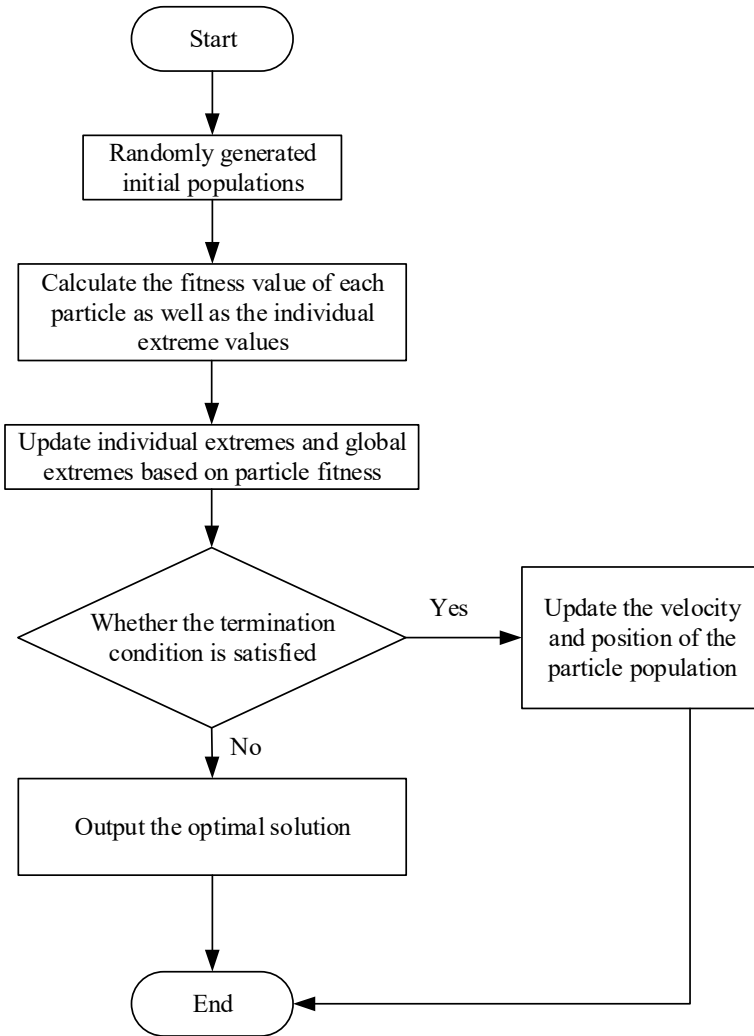 Start
Randomly generated
initial populations
Calculate the fitness value of each
particle as well as the individual
extreme values
Update individual extremes and global
extremes based on particle fitness
Whether the termination
condition is satisfied
Yes
Update the velocity
and position of the
particle population
No
Output the optimal solution
End